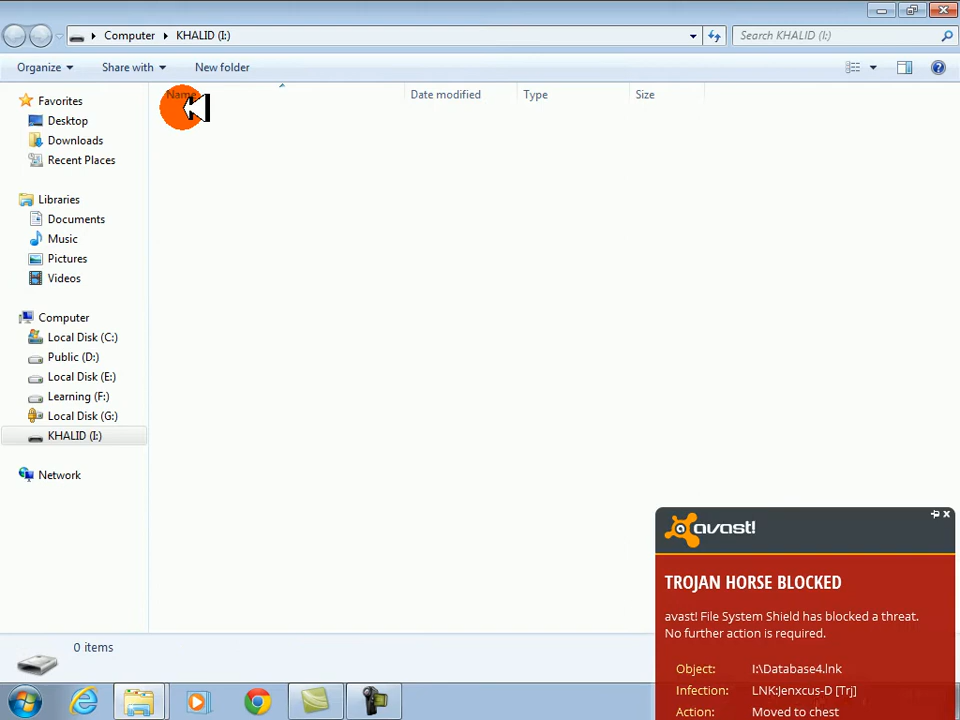 Computer KHALID (I:) Search KHALID (I:)
Organize Share with New folder
Name Date modified Type Size
Favorites
Desktop
Downloads
Recent Places
Libraries
Documents
Music
Pictures
Videos
Computer
Local Disk (C:)
Public (D:)
Local Disk (E:)
Learning (F:)
Local Disk (G:)
KHALID (I:)
Network
0 items
avast!
TROJAN HORSE BLOCKED
avast! File System Shield has blocked a threat.
No further action is required.
Object: I:\Database4.lnk
Infection: LNK:Jenxcus-D [Trj]
Action: Moved to chest